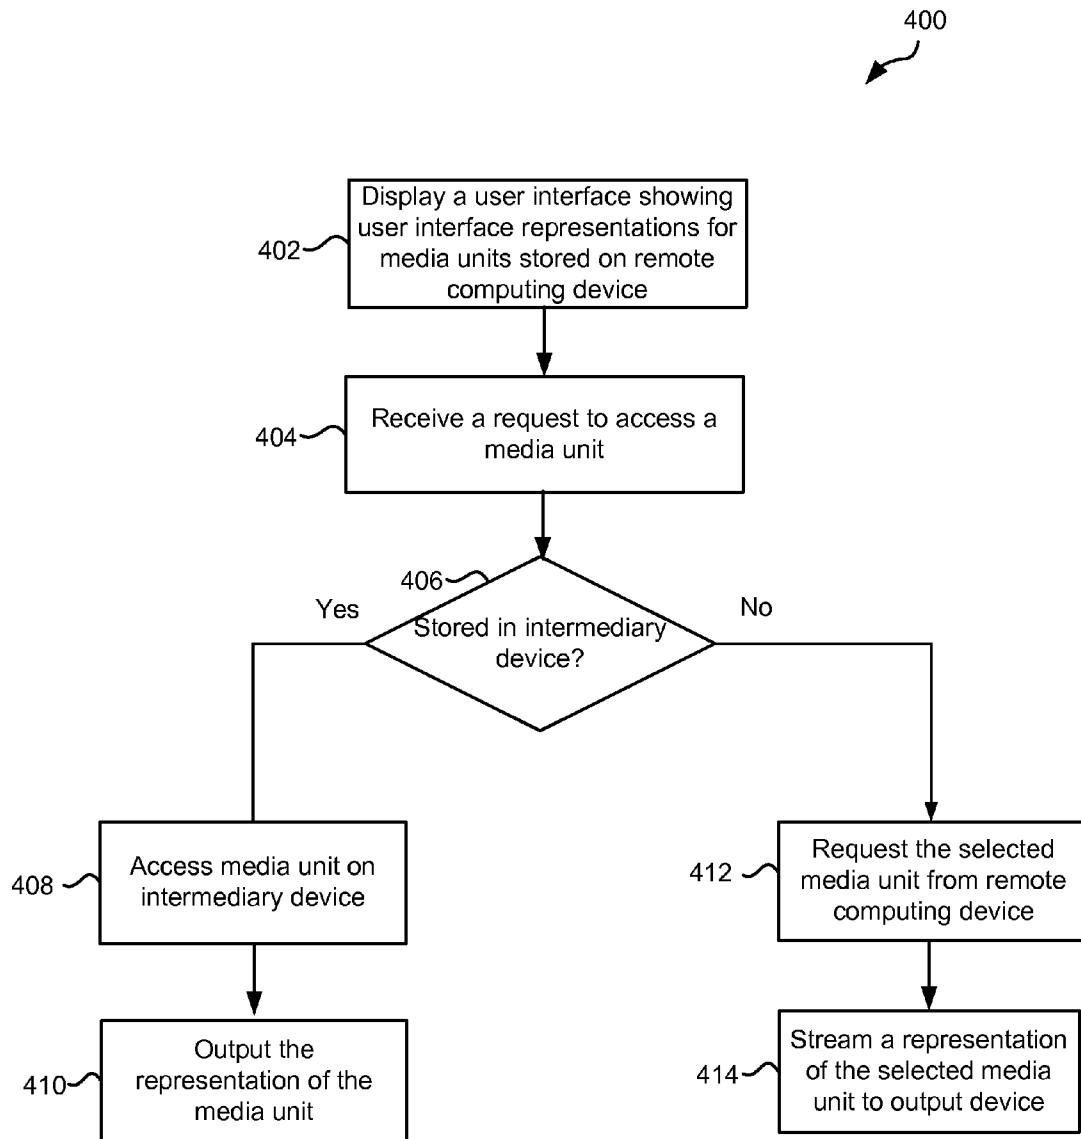 400
Display a user interface showing
user interface representations for
media units stored on remote
computing device
402
Receive a request to access a
media unit
404
406
Yes
No
Stored in intermediary
device?
Access media unit on
intermediary device
408
Request the selected
media unit from remote
computing device
412
Output the
representation of the
media unit
410
Stream a representation
of the selected media
unit to output device
414